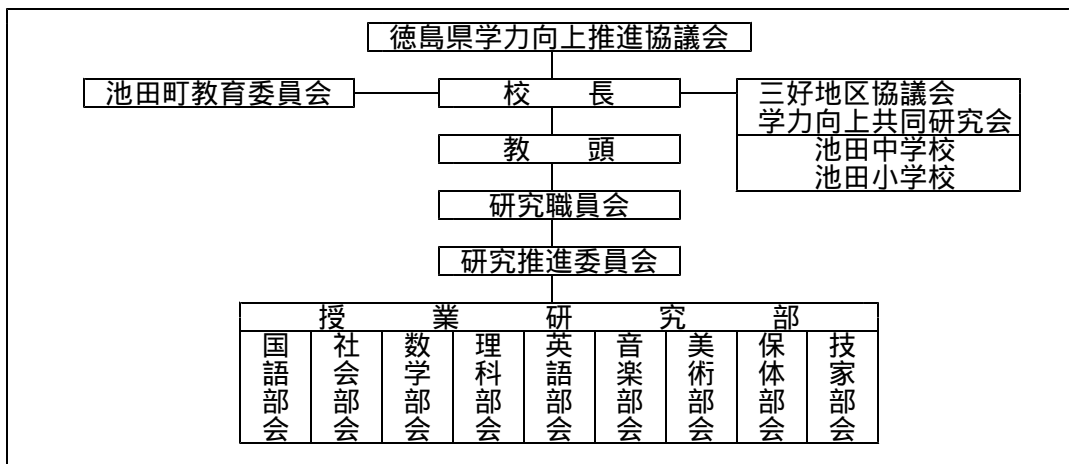 徳島県学力向上推進協議会
池田町教育委員会
校長
三好地区協議会
学力向上共同研究会
教頭
池田中学校
池田小学校
研究職員会
研究推進委員会
授業研究部
国語部会
社会部会
数学部会
理科部会
英語部会
音楽部会
美術部会
保体部会
技家部会